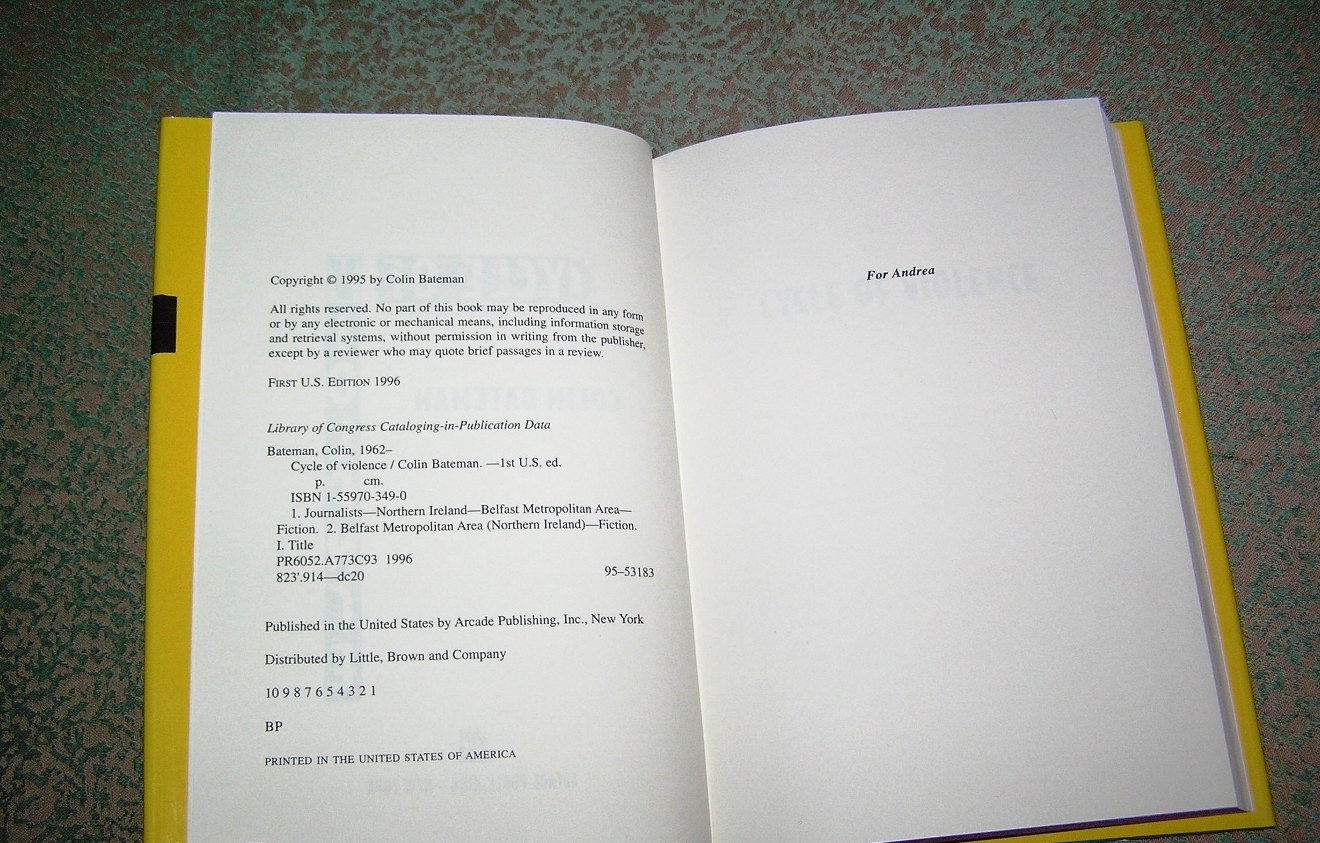 Copyright © 1995 by Colin Bateman
All rights reserved. No part of this book may be reproduced in any form
or by any electronic or mechanical means, including information storage
and retrieval systems, without permission in writing from the publisher,
except by a reviewer who may quote brief passages in a review.
FIRST U.S. EDITION 1996
Library of Congress Cataloging-in-Publication Data
Bateman, Colin, 1962–
Cycle of violence / Colin Bateman. —1st U.S. ed.
p. cm.
ISBN 1-55970-349-0
1. Journalists—Northern Ireland—Belfast Metropolitan Area—
Fiction. 2. Belfast Metropolitan Area (Northern Ireland)—Fiction.
I. Title
PR6052.A773C93 1996
823'.914—dc20 95–53183
Published in the United States by Arcade Publishing, Inc., New York
Distributed by Little, Brown and Company
10 9 8 7 6 5 4 3 2 1
BP
PRINTED IN THE UNITED STATES OF AMERICA
For Andrea